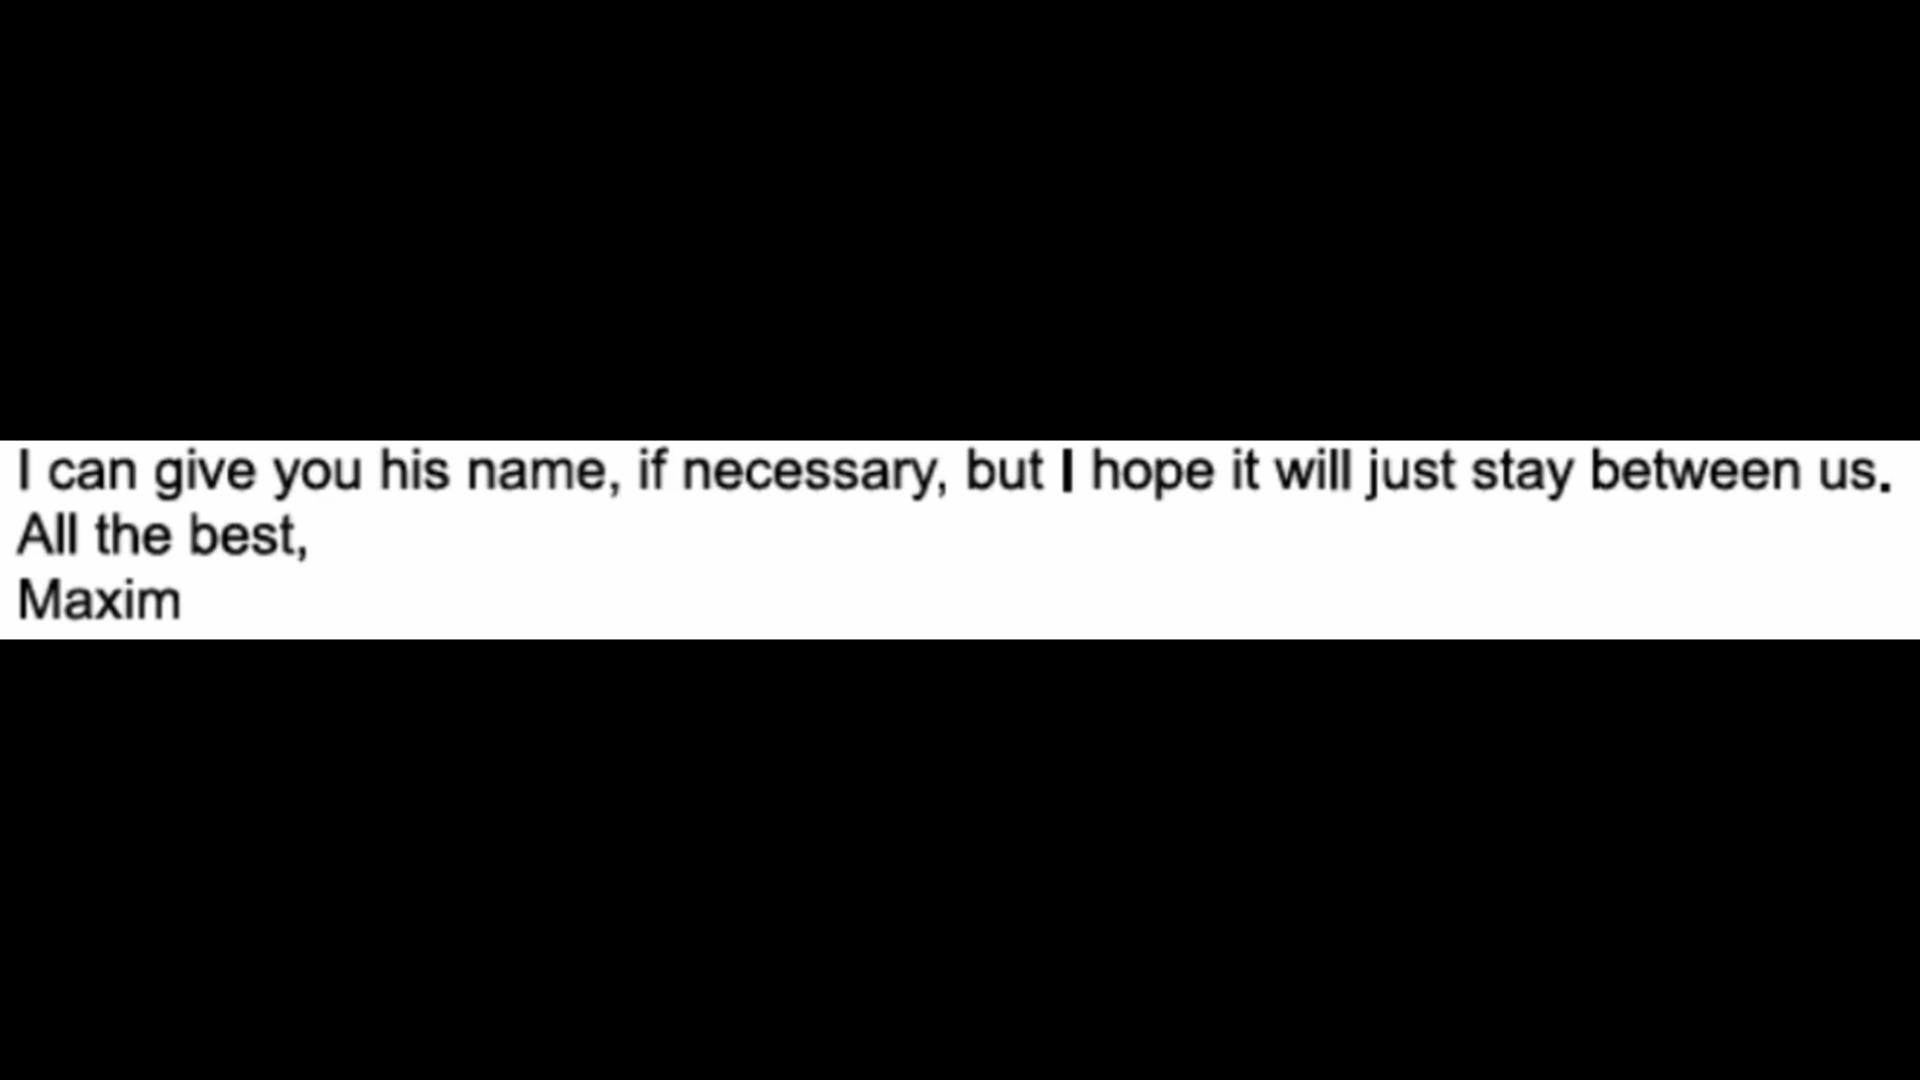 I can give you his name, if necessary, but I hope it will just stay between us.
All the best,
Maxim